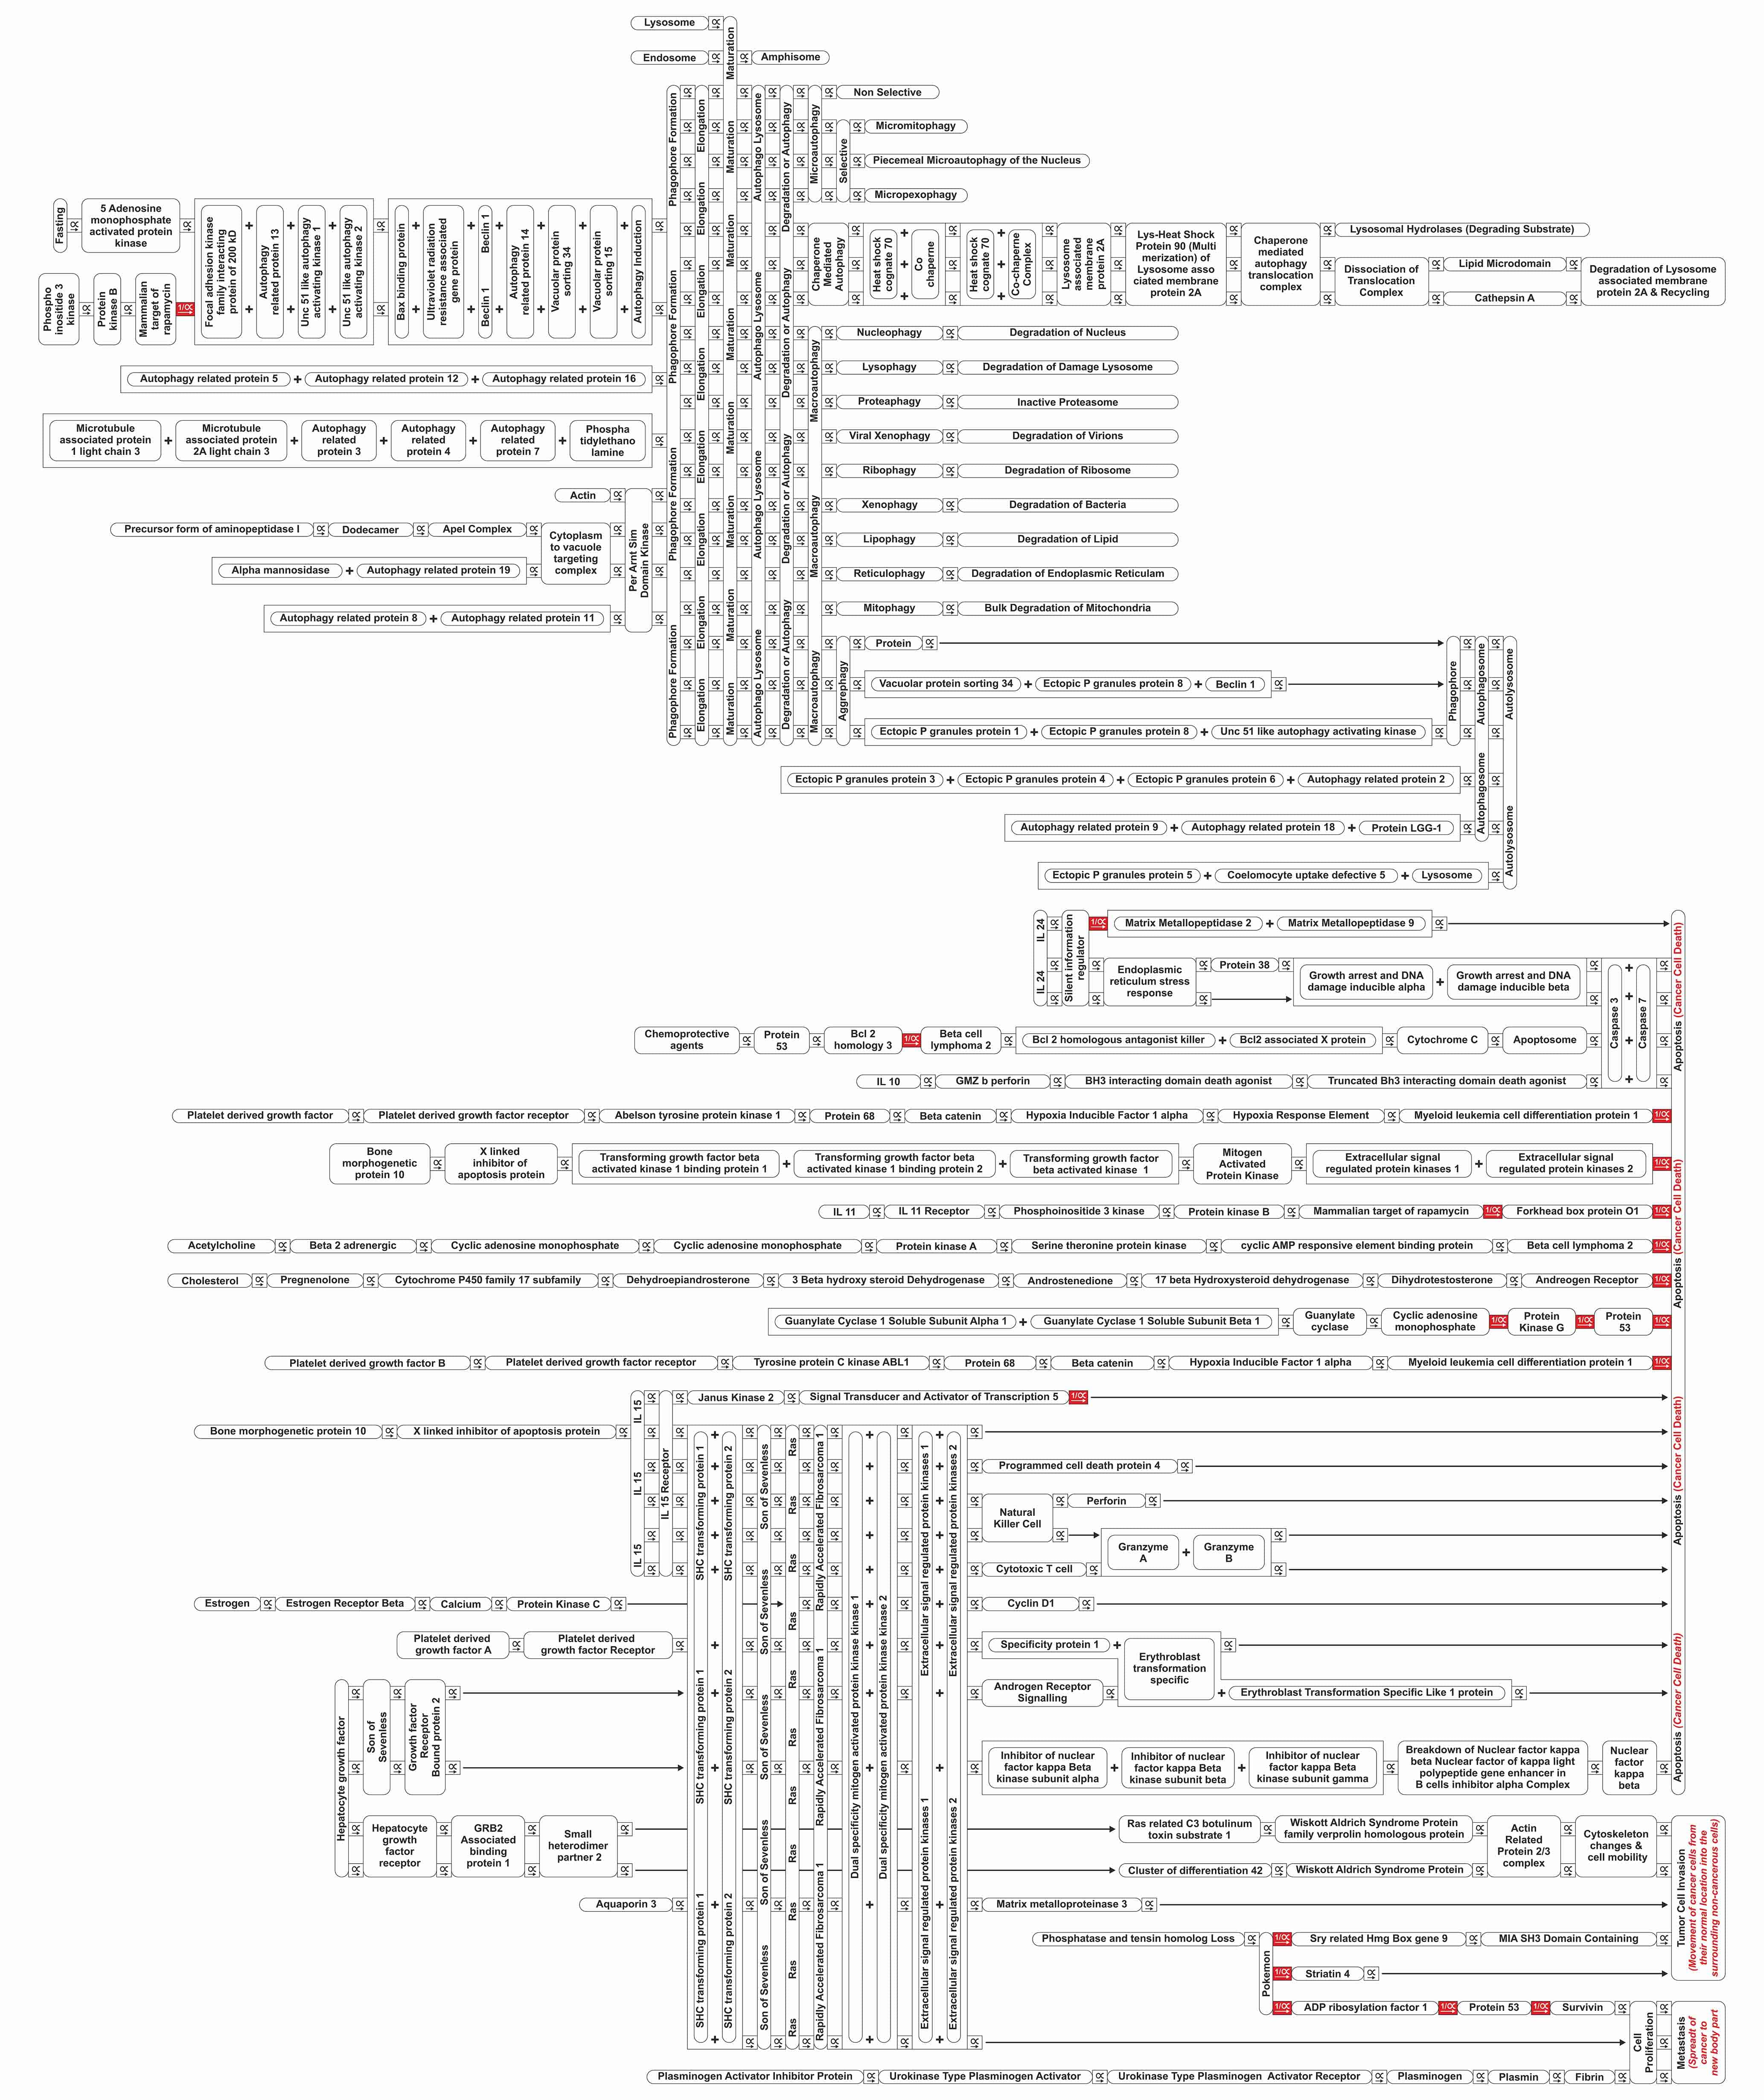 Lysosome
∝
Maturation
Endosome
∝
∝
Amphisome
Phagophore Formation
Elongation
Maturation
Autophago Lysosome
Degradation or Autophagy
Microautophagy
Non Selective
Selective
Micromitophagy
Piecemeal Microautophagy of the Nucleus
Micropexophagy
Fasting
5 Adenosine
monophosphate
activated protein
kinase
Phospho
inositide 3
kinase
Protein
kinase B
Mammalian
target of
rapamycin
1/∝
Focal adhesion kinase
family interacting
protein of 200 kD
+
Autophagy
related protein 13
+
Unc 51 like autophagy
activating kinase 1
+
Unc 51 like autophagy
activating kinase 2
Bax binding protein
+
Ultraviolet radiation
resistance associated
gene protein
+
Beclin 1
Beclin 1
+
Autophagy
related protein 14
+
Vacuolar protein
sorting 34
+
Vacuolar protein
sorting 15
+
Autophagy Induction
Chaperone
Mediated
Autophagy
Heat shock
cognate 70
+
Co
chaperne
Heat shock
cognate 70
+
Co-chaperne
Complex
Lysosome
associated
membrane
protein 2A
Lys-Heat Shock
Protein 90 (Multi
merization) of
Lysosome asso
ciated membrane
protein 2A
Chaperone
mediated
autophagy
translocation
complex
Lysosomal Hydrolases (Degrading Substrate)
Dissociation of
Translocation
Complex
Lipid Microdomain
Cathepsin A
Degradation of Lysosome
associated membrane
protein 2A & Recycling
Macroautophagy
Nucleophagy
Degradation of Nucleus
Lysophagy
Degradation of Damage Lysosome
Autophagy related protein 5 + Autophagy related protein 12 + Autophagy related protein 16
Proteaphagy
Inactive Proteasome
Microtubule
associated protein
1 light chain 3
+
Microtubule
associated protein
2A light chain 3
+
Autophagy
related
protein 3
+
Autophagy
related
protein 4
+
Autophagy
related
protein 7
+
Phospha
tidylethano
lamine
Viral Xenophagy
Degradation of Virions
Ribophagy
Degradation of Ribosome
Actin
Per Arnt Sim
Domain Kinase
Xenophagy
Degradation of Bacteria
Precursor form of aminopeptidase I
Dodecamer
Apel Complex
Cytoplasm
to vacuole
targeting
complex
Lipophagy
Degradation of Lipid
Alpha mannosidase + Autophagy related protein 19
Reticulophagy
Degradation of Endoplasmic Reticulam
Autophagy related protein 8 + Autophagy related protein 11
Mitophagy
Bulk Degradation of Mitochondria
Aggrephagy
Protein
Phagophore
Autophagosome
Autolysosome
Vacuolar protein sorting 34 + Ectopic P granules protein 8 + Beclin 1
Ectopic P granules protein 1 + Ectopic P granules protein 8 + Unc 51 like autophagy activating kinase
Ectopic P granules protein 3 + Ectopic P granules protein 4 + Ectopic P granules protein 6 + Autophagy related protein 2
Autophagy related protein 9 + Autophagy related protein 18 + Protein LGG-1
Ectopic P granules protein 5 + Coelomocyte uptake defective 5 + Lysosome
IL 24
IL 24
Silent information
regulator
1/∝
Matrix Metallopeptidase 2 + Matrix Metallopeptidase 9
Apoptosis (Cancer Cell Death)
Endoplasmic
reticulum stress
response
Protein 38
Growth arrest and DNA
damage inducible alpha
+
Growth arrest and DNA
damage inducible beta
Caspase 3
+
Caspase 7
Chemoprotective
agents
Protein
53
Bcl 2
homology 3
1/∝
Beta cell
lymphoma 2
Bcl 2 homologous antagonist killer + Bcl2 associated X protein
Cytochrome C
Apoptosome
IL 10
GMZ b perforin
BH3 interacting domain death agonist
Truncated Bh3 interacting domain death agonist
Platelet derived growth factor
Platelet derived growth factor receptor
Abelson tyrosine protein kinase 1
Protein 68
Beta catenin
Hypoxia Inducible Factor 1 alpha
Hypoxia Response Element
Myeloid leukemia cell differentiation protein 1
1/∝
Bone
morphogenetic
protein 10
X linked
inhibitor of
apoptosis protein
Transforming growth factor beta
activated kinase 1 binding protein 1
+
Transforming growth factor beta
activated kinase 1 binding protein 2
+
Transforming growth factor
beta activated kinase 1
Mitogen
Activated
Protein Kinase
Extracellular signal
regulated protein kinases 1
+
Extracellular signal
regulated protein kinases 2
1/∝
Apoptosis (Cancer Cell Death)
IL 11
IL 11 Receptor
Phosphoinositide 3 kinase
Protein kinase B
Mammalian target of rapamycin
1/∝
Forkhead box protein O1
1/∝
Acetylcholine
Beta 2 adrenergic
Cyclic adenosine monophosphate
Cyclic adenosine monophosphate
Protein kinase A
Serine theronine protein kinase
cyclic AMP responsive element binding protein
Beta cell lymphoma 2
1/∝
Cholesterol
Pregnenolone
Cytochrome P450 family 17 subfamily
Dehydroepiandrosterone
3 Beta hydroxy steroid Dehydrogenase
Androstenedione
17 beta Hydroxysteroid dehydrogenase
Dihydrotestosterone
Andreogen Receptor
1/∝
Guanylate Cyclase 1 Soluble Subunit Alpha 1 + Guanylate Cyclase 1 Soluble Subunit Beta 1
Guanylate
cyclase
Cyclic adenosine
monophosphate
1/∝
Protein
Kinase G
1/∝
Protein
53
1/∝
Platelet derived growth factor B
Platelet derived growth factor receptor
Tyrosine protein C kinase ABL1
Protein 68
Beta catenin
Hypoxia Inducible Factor 1 alpha
Myeloid leukemia cell differentiation protein 1
1/∝
IL 15
IL 15
IL 15
IL 15 Receptor
Janus Kinase 2
Signal Transducer and Activator of Transcription 5
1/∝
Apoptosis (Cancer Cell Death)
Bone morphogenetic protein 10
X linked inhibitor of apoptosis protein
SHC transforming protein 1
+
SHC transforming protein 2
Son of Sevenless
Ras
Rapidly Accelerated Fibrosarcoma 1
Dual specificity mitogen activated protein kinase kinase 1
+
Dual specificity mitogen activated protein kinase kinase 2
Extracellular signal regulated protein kinases 1
+
Extracellular signal regulated protein kinases 2
Programmed cell death protein 4
Natural
Killer Cell
Perforin
Granzyme
A
+
Granzyme
B
Cytotoxic T cell
Estrogen
Estrogen Receptor Beta
Calcium
Protein Kinase C
Cyclin D1
Platelet derived
growth factor A
Platelet derived
growth factor Receptor
Specificity protein 1
+
Erythroblast
transformation
specific
Apoptosis (Cancer Cell Death)
Hepatocyte growth factor
Son of
Sevenless
Growth factor
Receptor
Bound protein 2
Androgen Receptor
Signalling
+
Erythroblast Transformation Specific Like 1 protein
Inhibitor of nuclear
factor kappa Beta
kinase subunit alpha
+
Inhibitor of nuclear
factor kappa Beta
kinase subunit beta
+
Inhibitor of nuclear
factor kappa Beta
kinase subunit gamma
Breakdown of Nuclear factor kappa
beta Nuclear factor of kappa light
polypeptide gene enhancer in
B cells inhibitor alpha Complex
Nuclear
factor
kappa
beta
Hepatocyte
growth
factor
receptor
GRB2
Associated
binding
protein 1
Small
heterodimer
partner 2
Ras related C3 botulinum
toxin substrate 1
Wiskott Aldrich Syndrome Protein
family verprolin homologous protein
Actin
Related
Protein 2/3
complex
Cytoskeleton
changes &
cell mobility
Cluster of differentiation 42
Wiskott Aldrich Syndrome Protein
Tumor Cell Invasion
(Movement of cancer cells from
their normal location into the
surrounding non-cancerous cells)
Aquaporin 3
Matrix metalloproteinase 3
Phosphatase and tensin homolog Loss
Pokemon
1/∝
Sry related Hmg Box gene 9
MIA SH3 Domain Containing
1/∝
Striatin 4
1/∝
ADP ribosylation factor 1
1/∝
Protein 53
1/∝
Survivin
Cell
Proliferation
Metastasis
(Spreadt of
cancer to
new body part
Plasminogen Activator Inhibitor Protein
Urokinase Type Plasminogen Activator
Urokinase Type Plasminogen Activator Receptor
Plasminogen
Plasmin
Fibrin